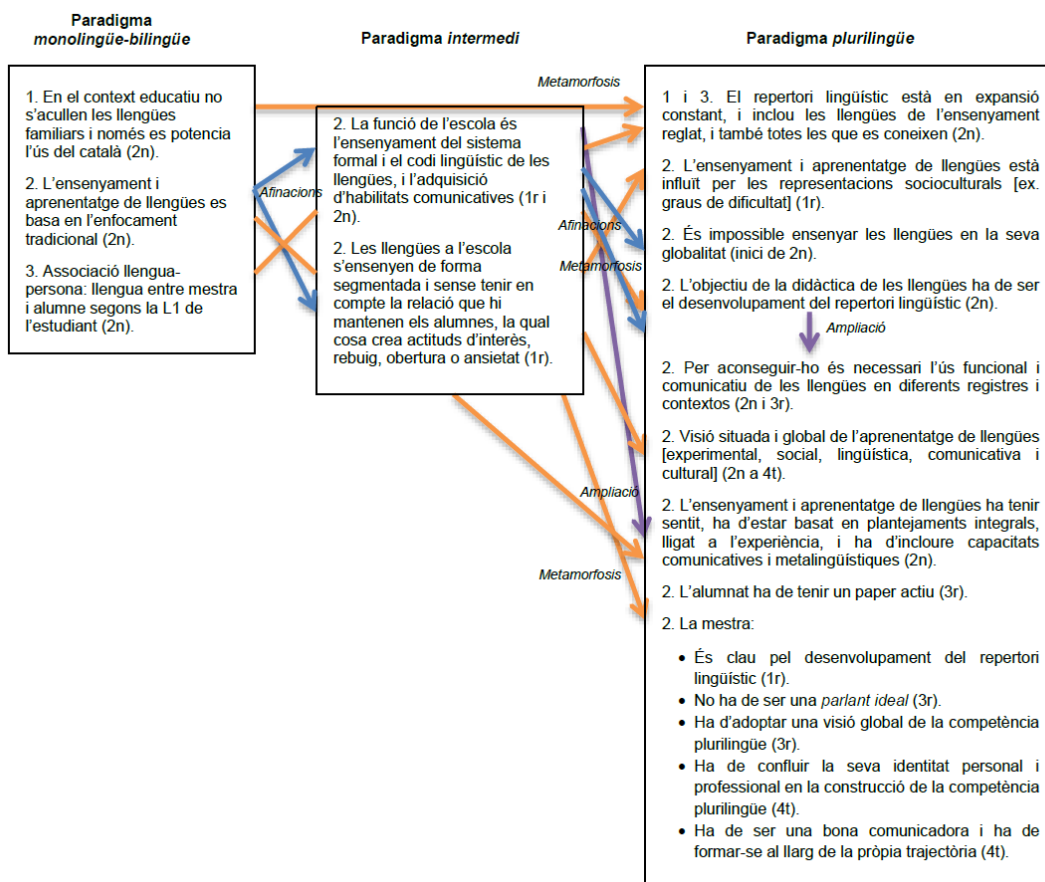 Paradigma
monolingüe-bilingüe
Paradigma intermedi
Paradigma plurilingüe
1. En el context educatiu no
s'acullen les llengües
familiars i només es potencia
l'ús del català (2n).
2. L'ensenyament i
aprenentatge de llengües es
basa en l'enfocament
tradicional (2n).
3. Associació llengua-
persona: llengua entre mestra
i alumne segons la L1 de
l'estudiant (2n).
Afinacions
Metamorfosis
2. La funció de l'escola és
l'ensenyament del sistema
formal i el codi lingüístic de les
llengües, i l'adquisició
d'habilitats comunicatives (1r i
2n).
2. Les llengües a l'escola
s'ensenyen de forma
segmentada i sense tenir en
compte la relació que hi
mantenen els alumnes, la qual
cosa crea actituds d'interès,
rebuig, obertura o ansietat (1r).
Afinacions
Metamorfosis
Ampliació
Metamorfosis
1 i 3. El repertori lingüístic està en expansió
constant, i inclou les llengües de l'ensenyament
reglat, i també totes les que es coneixen (2n).
2. L'ensenyament i aprenentatge de llengües està
influït per les representacions socioculturals [ex.
graus de dificultat] (1r).
2. És impossible ensenyar les llengües en la seva
globalitat (inici de 2n).
2. L'objectiu de la didàctica de les llengües ha de ser
el desenvolupament del repertori lingüístic (2n).
Ampliació
2. Per aconseguir-ho és necessari l'ús funcional i
comunicatiu de les llengües en diferents registres i
contextos (2n i 3r).
2. Visió situada i global de l'aprenentatge de llengües
[experimental, social, lingüística, comunicativa i
cultural] (2n a 4t).
2. L'ensenyament i aprenentatge de llengües ha tenir
sentit, ha d'estar basat en plantejaments integrals,
lligat a l'experiència, i ha d'incloure capacitats
comunicatives i metalingüístiques (2n).
2. L'alumnat ha de tenir un paper actiu (3r).
2. La mestra:
• És clau pel desenvolupament del repertori
lingüístic (1r).
• No ha de ser una parlant ideal (3r).
• Ha d'adoptar una visió global de la competència
plurilingüe (3r).
• Ha de confluir la seva identitat personal i
professional en la construcció de la competència
plurilingüe (4t).
• Ha de ser una bona comunicadora i ha de
formar-se al llarg de la pròpia trajectòria (4t).